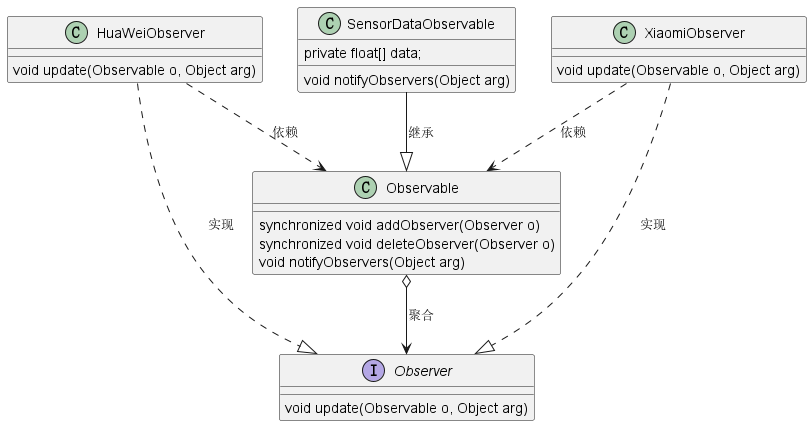 C HuaWeiObserver
void update(Observable o, Object arg)
C SensorDataObservable
private float[] data;
void notifyObservers(Object arg)
C XiaomiObserver
void update(Observable o, Object arg)
依赖
继承
依赖
C Observable
synchronized void addObserver(Observer o)
synchronized void deleteObserver(Observer o)
void notifyObservers(Object arg)
实现
实现
聚合
I Observer
void update(Observable o, Object arg)